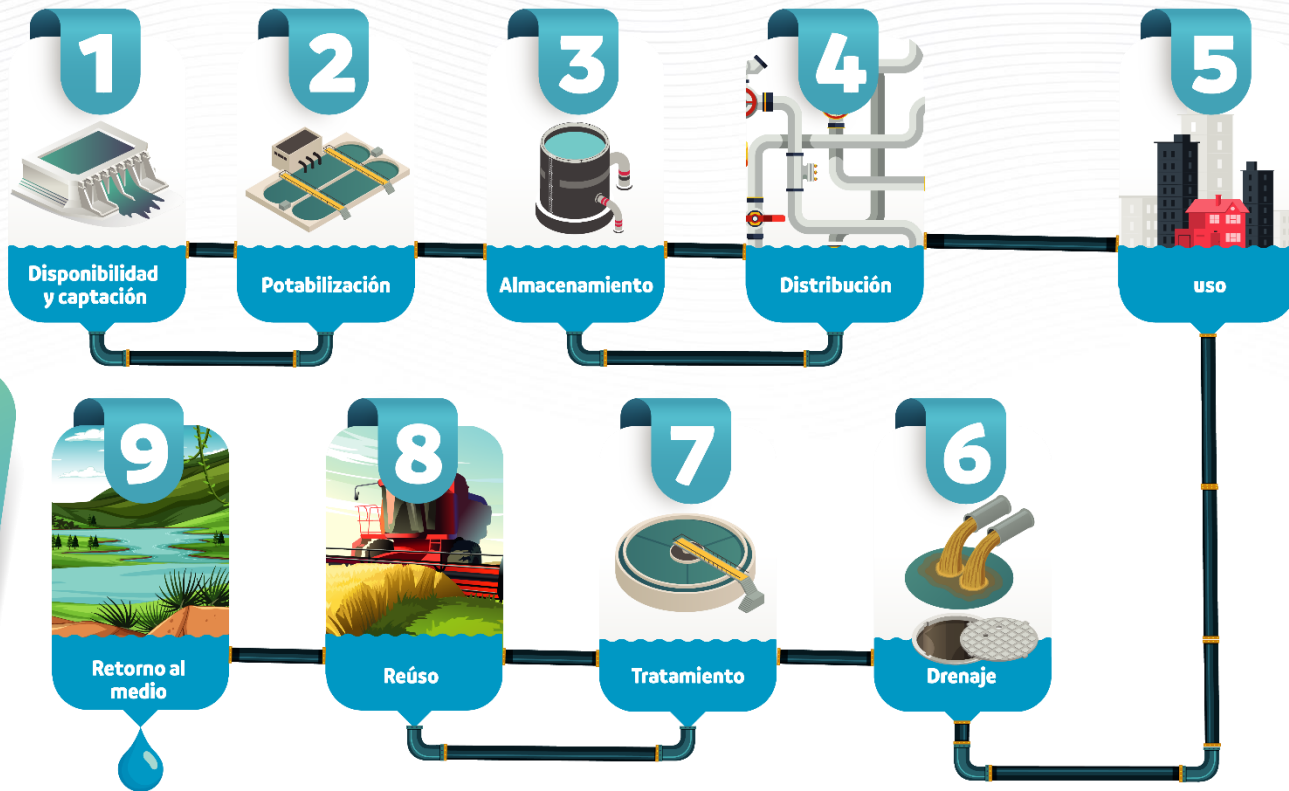 1
2
3
4
5
Disponibilidad
y captación
Potabilización
Almacenamiento
Distribución
uso
9
8
7
6
Retorno al
medio
Reúso
Tratamiento
Drenaje